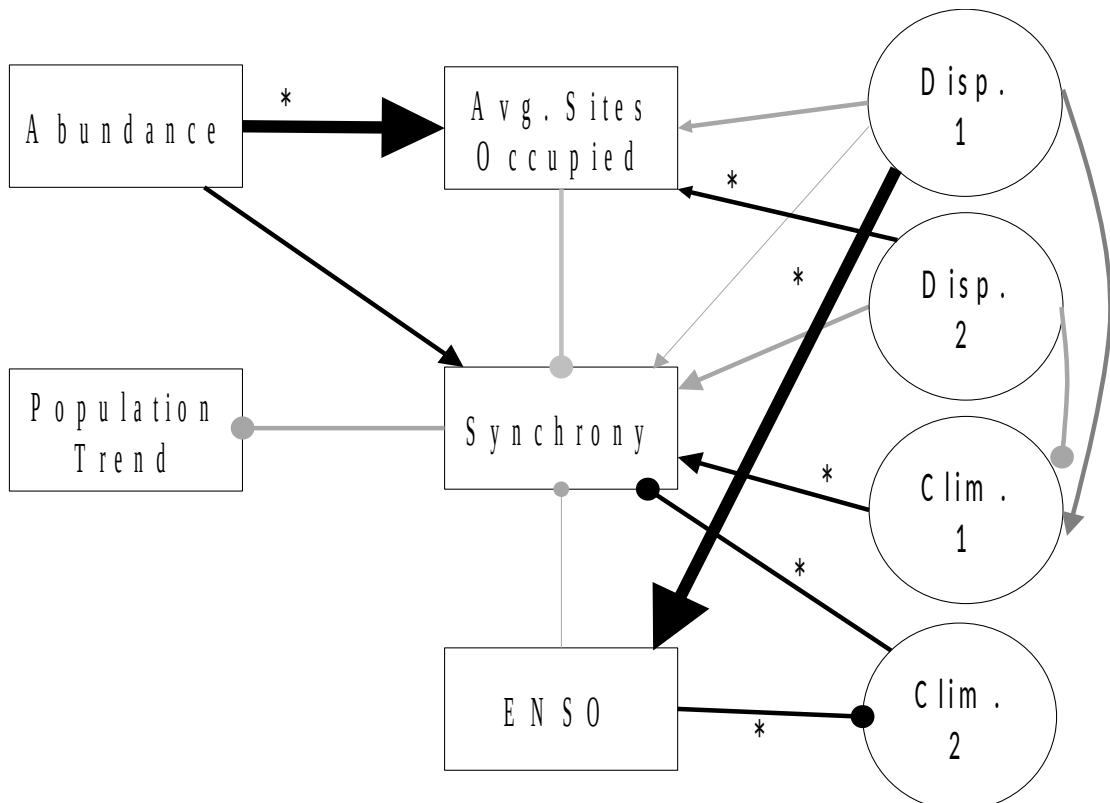 Abundance
*
Avg. Sites
Occupied
Disp.
1
*
*
Disp.
2
Population
Trend
Synchrony
*
Clim.
1
*
ENSO
*
Clim.
2